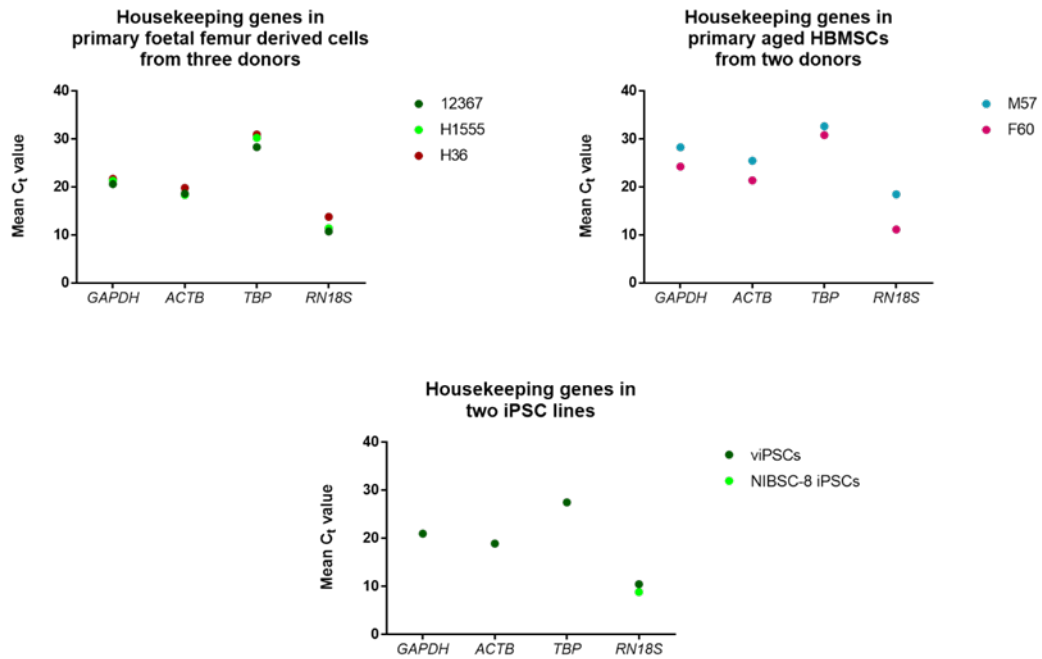 Housekeeping genes in
primary foetal femur derived cells
from three donors
Mean Ct value
40
30
20
10
0
GAPDH ACTB TBP RN18S
12367
H1555
H36
Housekeeping genes in
primary aged HBMSCs
from two donors
Mean Ct value
40
30
20
10
0
GAPDH ACTB TBP RN18S
M57
F60
Housekeeping genes in
two iPSC lines
Mean Ct value
40
30
20
10
0
GAPDH ACTB TBP RN18S
viPSCs
NIBSC-8 iPSCs